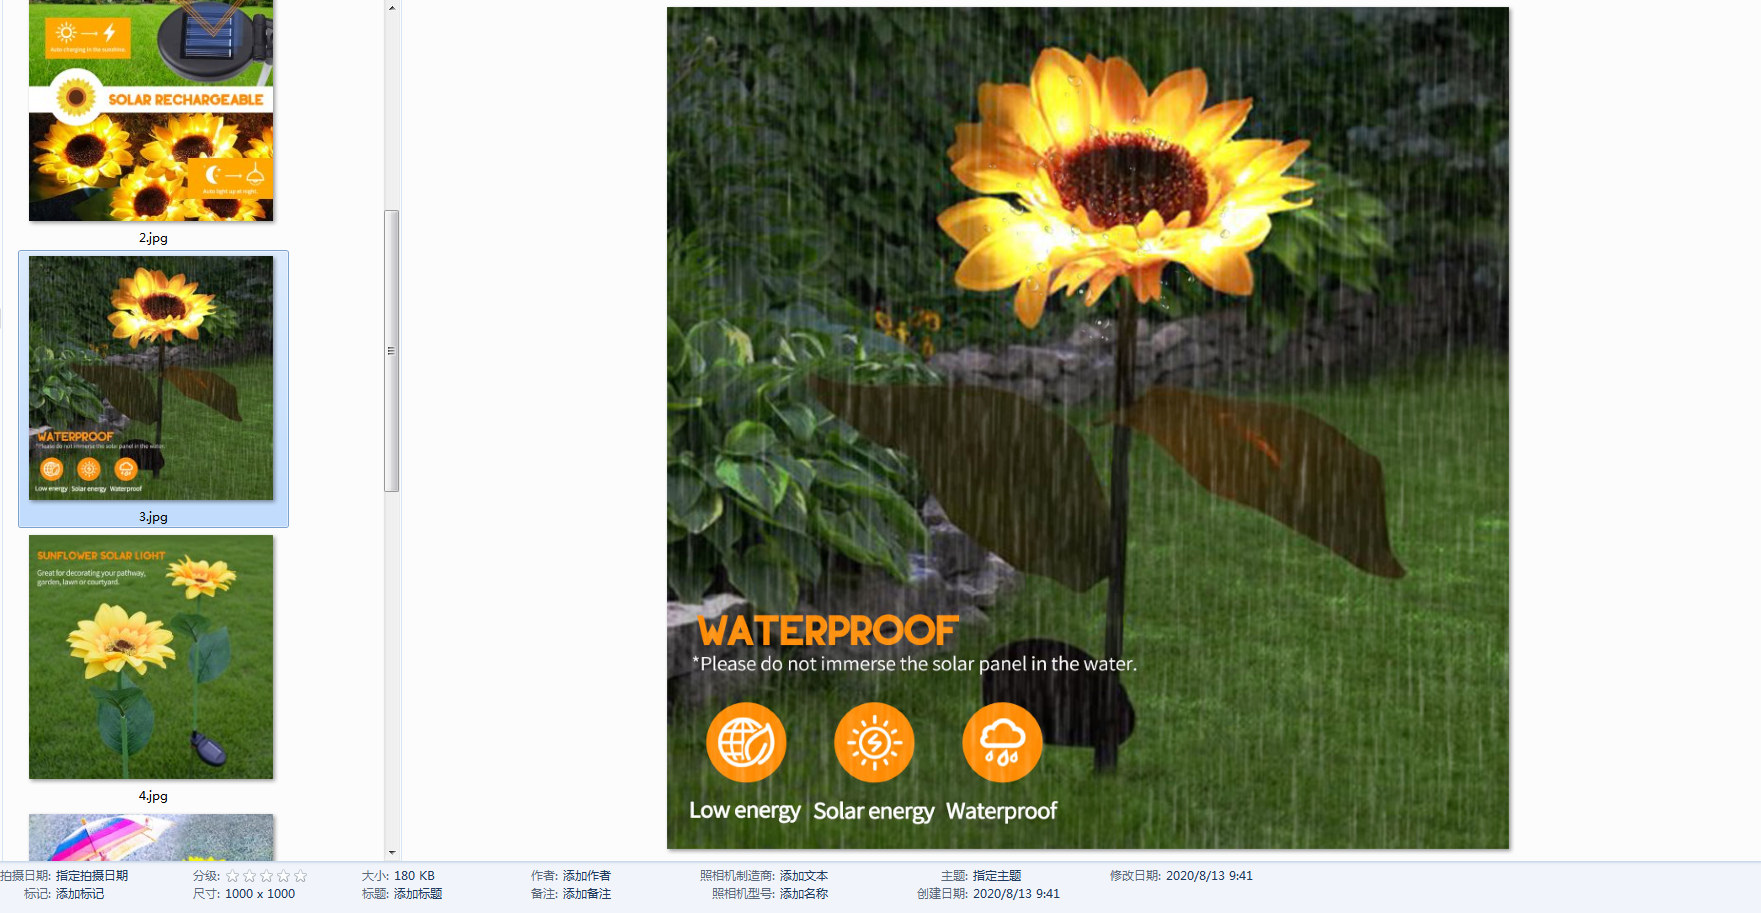 Auto charging in the sunshine.
SOLAR RECHARGEABLE
Auto light up at night.
2.jpg
WATERPROOF
*Please do not immerse the solar panel in the water.
Low energy Solar energy Waterproof
3.jpg
SUNFLOWER SOLAR LIGHT
Great for decorating your pathway,
garden, lawn or courtyard.
4.jpg
WATERPROOF
*Please do not immerse the solar panel in the water.
Low energy Solar energy Waterproof
拍摄日期: 指定拍摄日期 分级: 大小: 180 KB 作者: 添加作者 照相机制造商: 添加文本 主题: 指定主题 修改日期: 2020/8/13 9:41
标记: 添加标记 尺寸: 1000 x 1000 标题: 添加标题 备注: 添加备注 照相机型号: 添加名称 创建日期: 2020/8/13 9:41